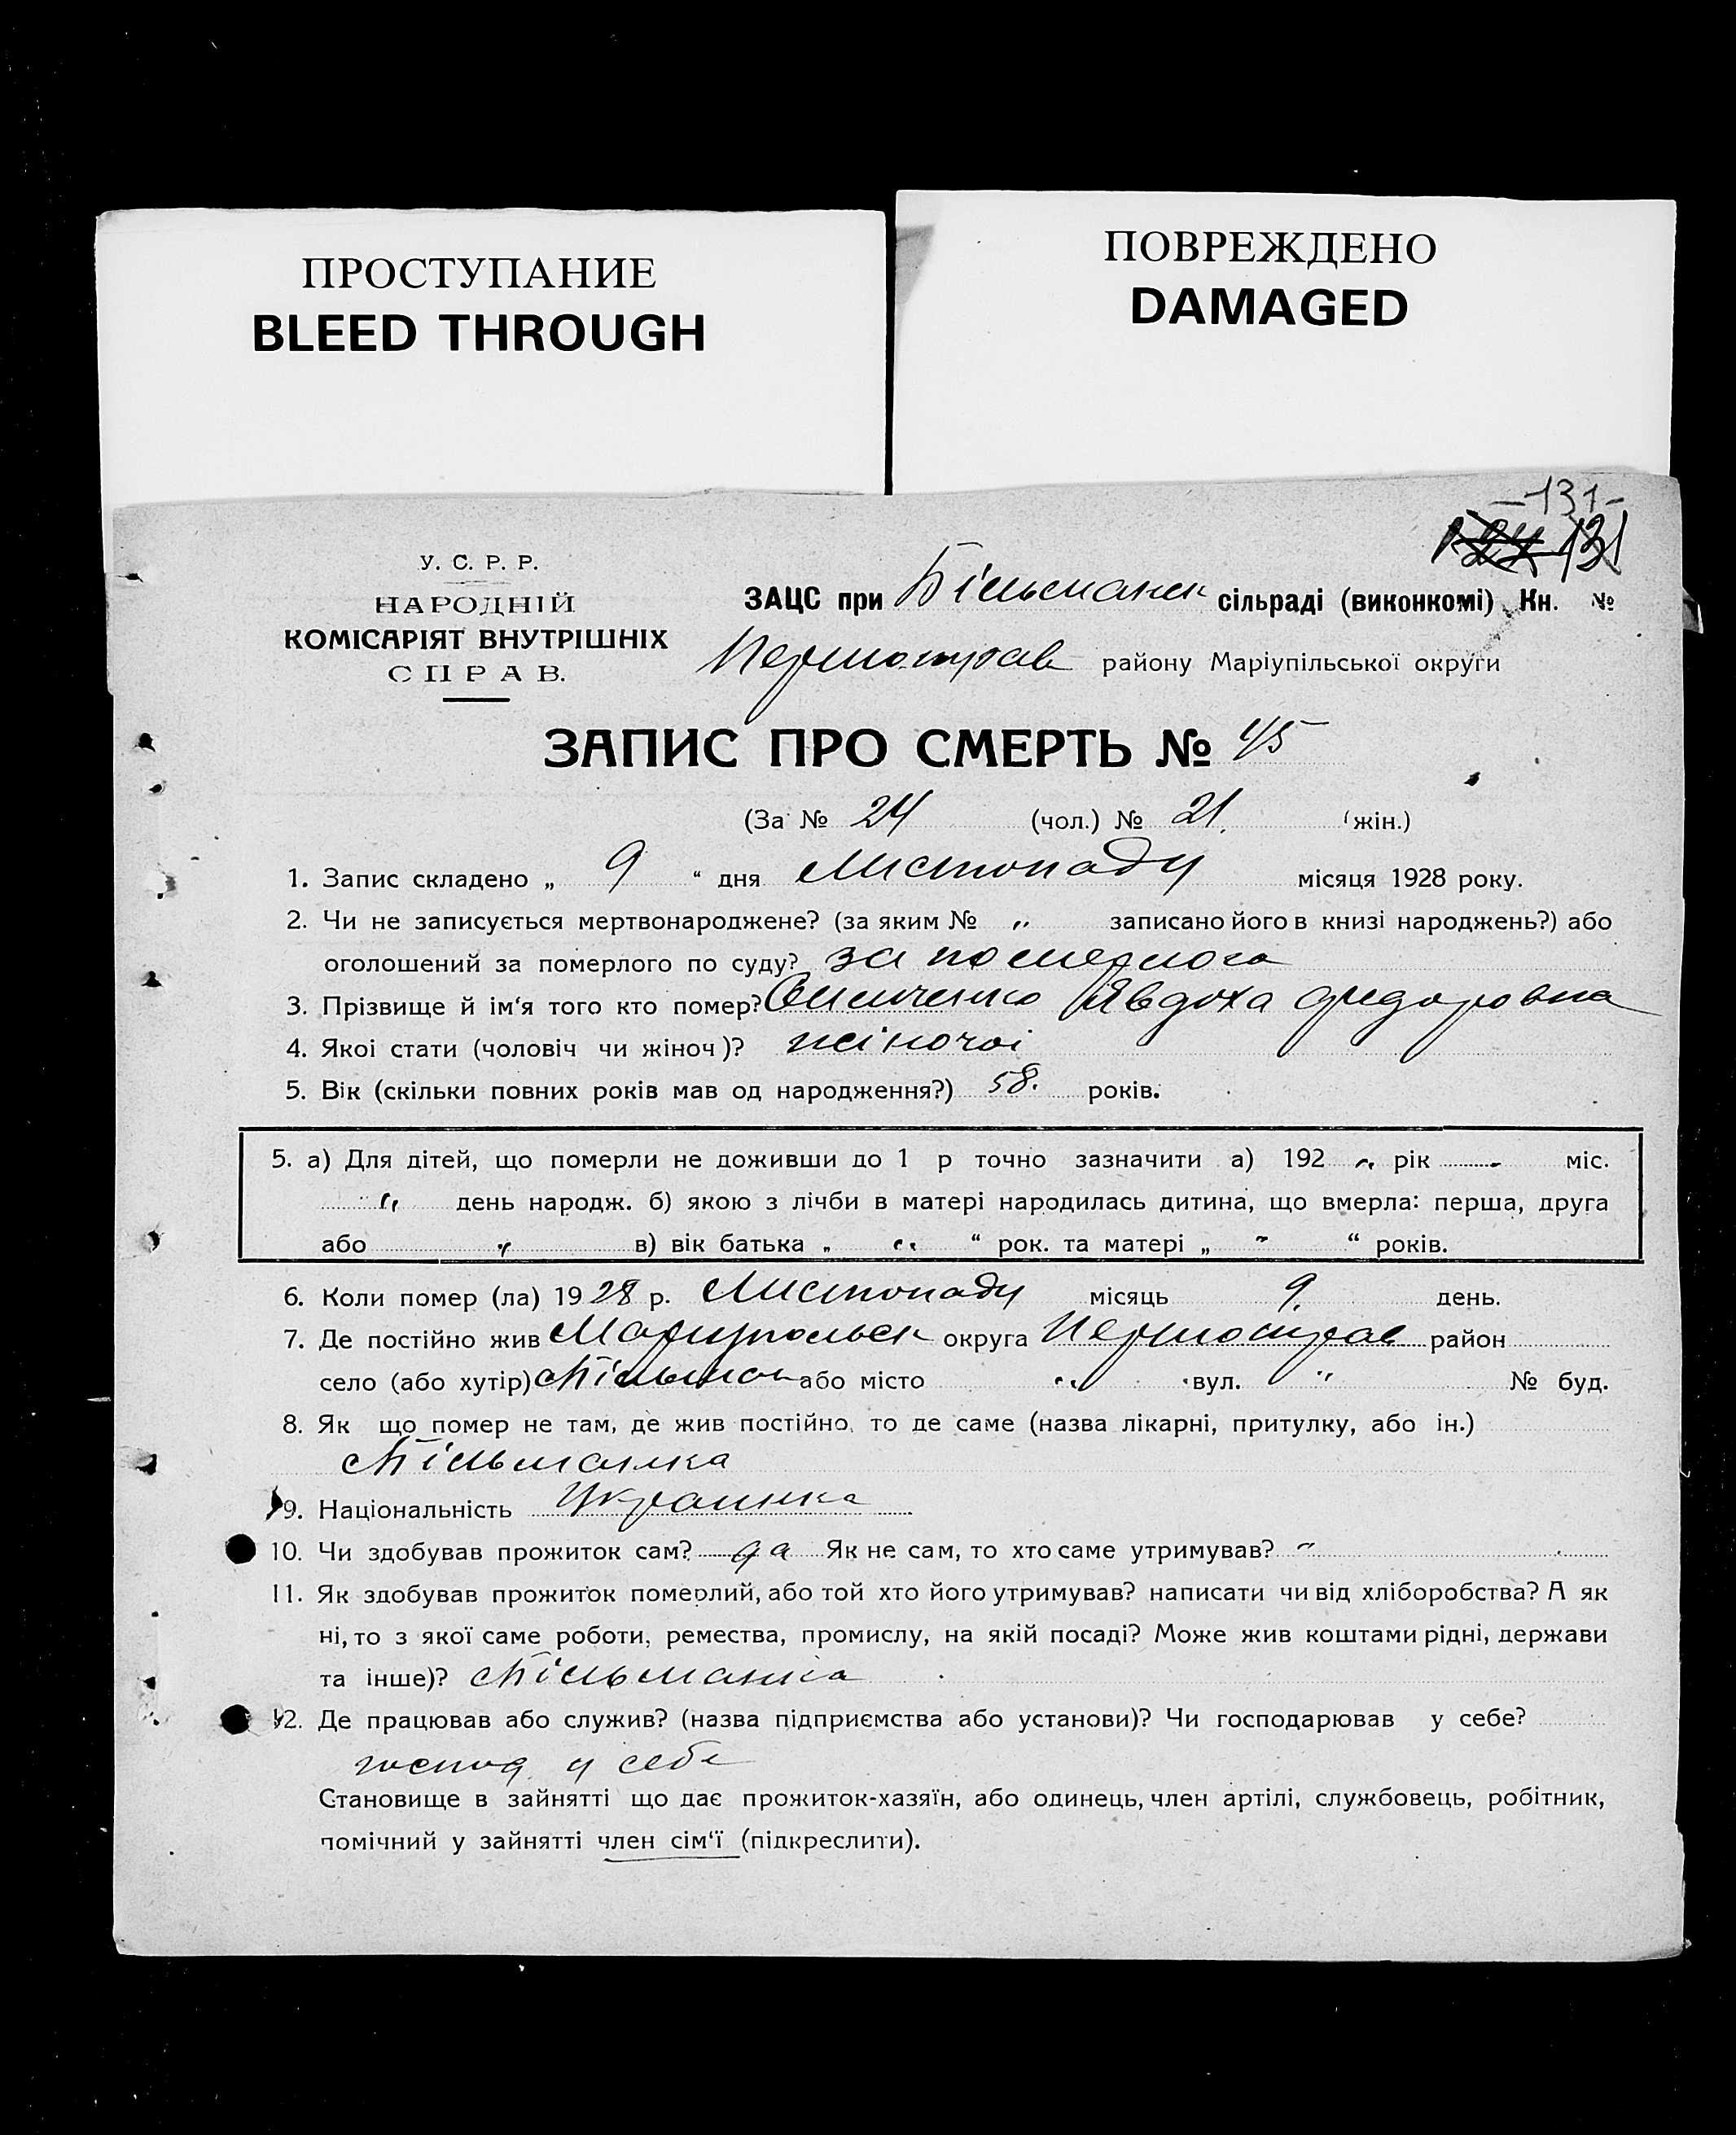 ПРОСТУПАНИЕ
BLEED THROUGH
ПОВРЕЖДЕНО
DAMAGED
-131-
131
У. С. Р. Р.
НАРОДНІЙ
КОМІСАРІЯТ ВНУТРІШНІХ
СПРАВ.
ЗАЦС при Більманск сільраді (виконкомі) Кн. №
району Маріупільської округи
ЗАПИС ПРО СМЕРТЬ № 45
(За № 24 (чол.) № 21. (жін.)
1. Запис складено „ 9 “ дня Листопаду місяця 1928 року.
2. Чи не записується мертвонароджене? (за яким № „ записано його в книзі народжень?) або
оголошений за померлого по суду? за померлого
3. Прізвище й ім‘я того кто помер? Явдоха Федоровна
4. Якоі стати (чоловіч чи жіноч)? жіночоі
5. Вік (скільки повних років мав од народження?) 58. років.
5. а) Для дітей, що померли не доживши до 1 р точно зазначити а) 192 „ рік „ міс.
„ день народж. б) якою з лічби в матері народилась дитина, що вмерла: перша, друга
або „ в) вік батька „ „ “ рок. та матері „ „ “ років.
6. Коли помер (ла) 1928 р. Листопаду місяць 9. день.
7. Де постійно жив Мариупольск округа район
село (або хутір) або місто „ вул. „ № буд.
8. Як що помер не там, де жив постійно, то де саме (назва лікарні, притулку, або ін.)
Більманка
9. Національність Украинка
10. Чи здобував прожиток сам? да Як не сам, то хто саме утримував? „
11. Як здобував прожиток померлий, або той хто його утримував? написати чи від хліборобства? А як
ні, то з якої саме роботи, ремества, промислу, на якій посаді? Може жив коштами рідні, держави
та інше)? Більманка
12. Де працював або служив? (назва підприємства або установи)? Чи господарював у себе?
господ. у себе
Становище в зайнятті що дає прожиток-хазяїн, або одинець, член артілі, службовець, робітник,
помічний у зайнятті член сім‘ї (підкреслити).